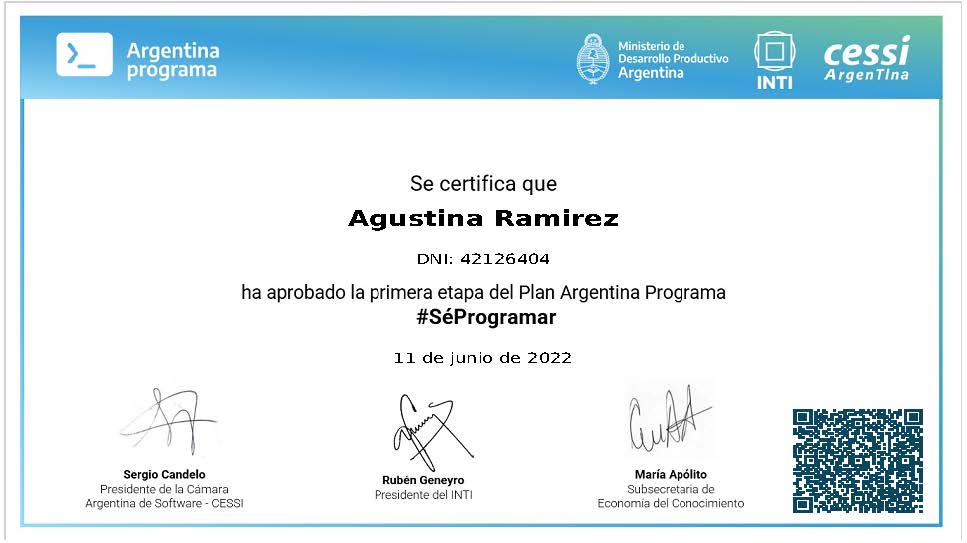 Argentina
programa
Ministerio de
Desarrollo Productivo
Argentina
INTI
cessi
ArgenTIna
Se certifica que
Agustina Ramirez
DNI: 42126404
ha aprobado la primera etapa del Plan Argentina Programa
#SéProgramar
11 de junio de 2022
Sergio Candelo
Presidente de la Cámara
Argentina de Software - CESSI
Rubén Geneyro
Presidente del INTI
María Apólito
Subsecretaria de
Economía del Conocimiento